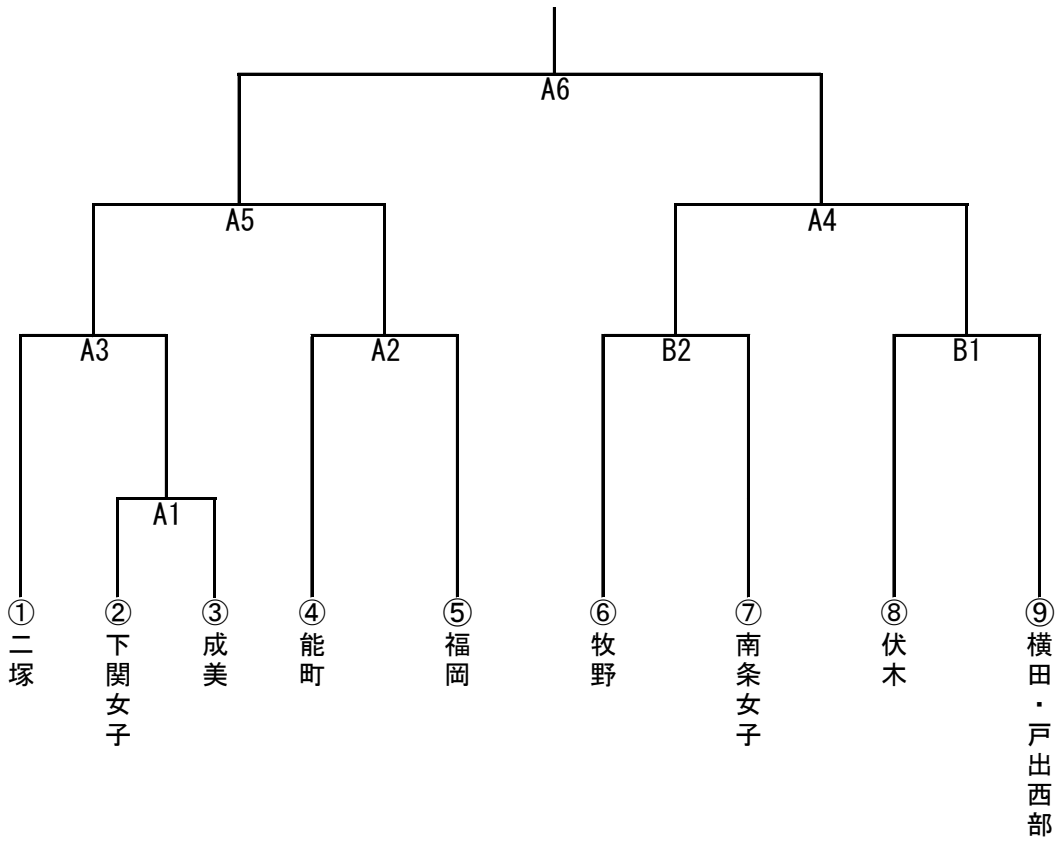 A6
A5
A4
A3
A2
B2
B1
A1
①二塚
②下関女子
③成美
④能町
⑤福岡
⑥牧野
⑦南条女子
⑧伏木
⑨横田・戸出西部